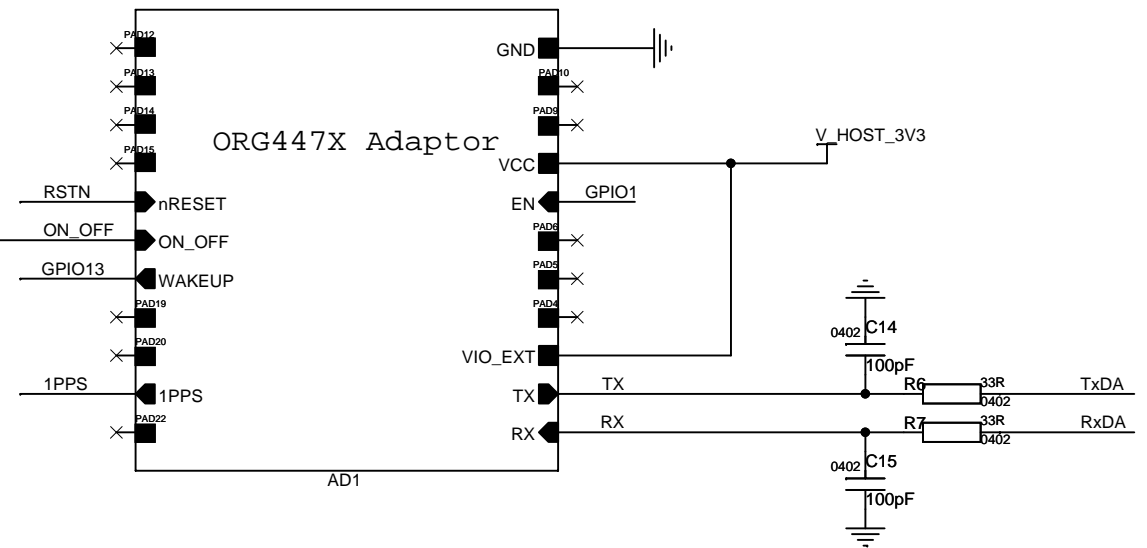 PAD12
GND
PAD13
PAD10
PAD14
PAD9
ORG447X Adaptor
V_HOST_3V3
PAD15
VCC
RSTN
nRESET
EN
GPIO1
ON_OFF
ON_OFF
PAD6
GPIO13
WAKEUP
PAD5
PAD19
PAD4
PAD20
VIO_EXT
0402 C14
100pF
1PPS
1PPS
TX
TX
R6
33R
0402
TxDA
PAD22
RX
RX
R7
33R
0402
RxDA
AD1
0402 C15
100pF